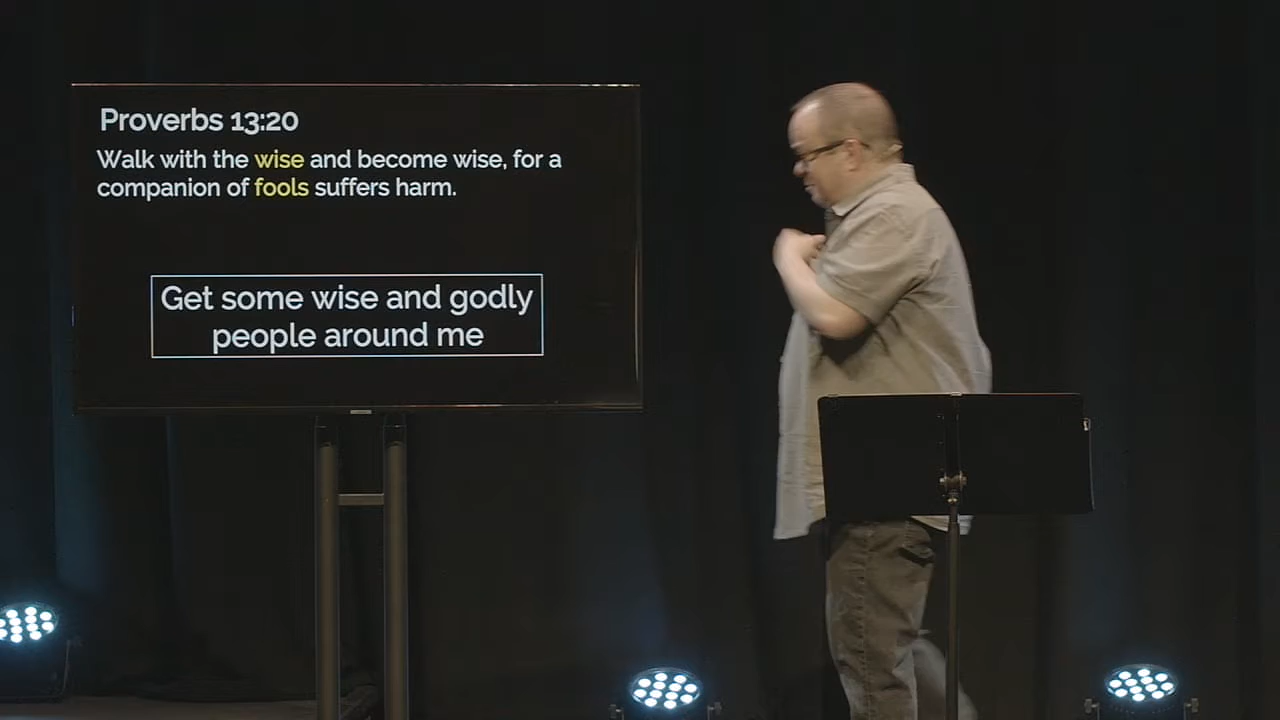 Proverbs 13:20
Walk with the wise and become wise, for a
companion of fools suffers harm.
Get some wise and godly
people around me